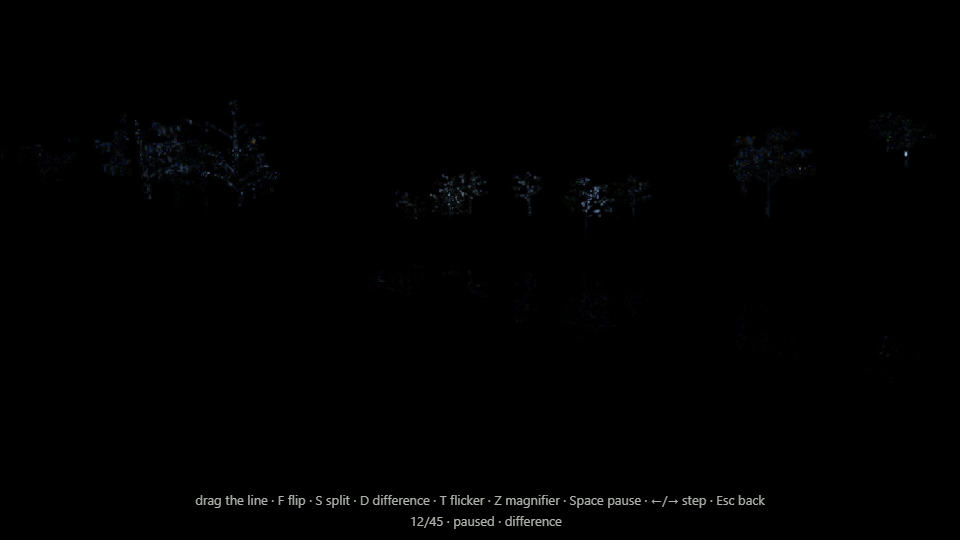 drag the line · F flip · S split · D difference · T flicker · Z magnifier · Space pause · ←/→ step · Esc back
12/45 · paused · difference